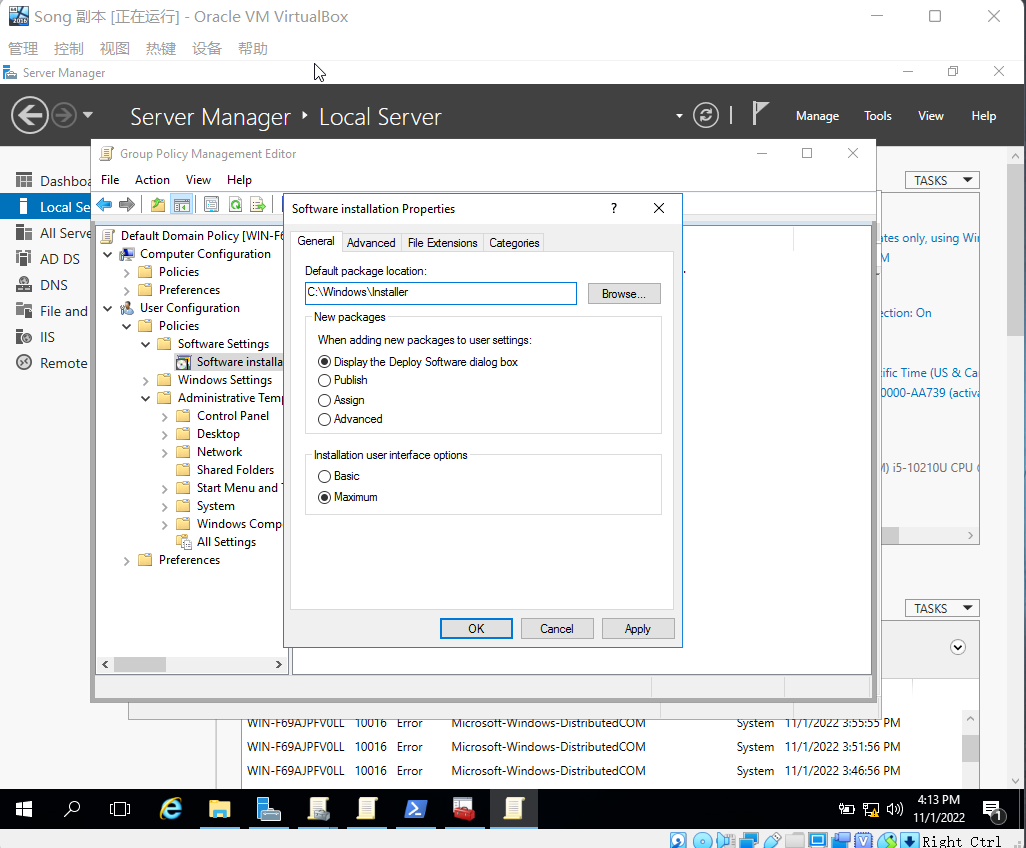 Song 副本 [正在运行] - Oracle VM VirtualBox
管理 控制 视图 热键 设备 帮助
Server Manager
Server Manager Local Server
Manage Tools View Help
Group Policy Management Editor
File Action View Help
Dashboa
Local Se
All Serve
AD DS
DNS
File and
IIS
Remote
Default Domain Policy [WIN-F6
Computer Configuration
Policies
Preferences
User Configuration
Policies
Software Settings
Software installa
Windows Settings
Administrative Temp
Control Panel
Desktop
Network
Shared Folders
Start Menu and
System
Windows Comp
All Settings
Preferences
Software installation Properties
?
General Advanced File Extensions Categories
Default package location:
C:\Windows\Installer
Browse...
New packages
When adding new packages to user settings:
Display the Deploy Software dialog box
Publish
Assign
Advanced
Installation user interface options
Basic
Maximum
OK Cancel Apply
TASKS
ates only, using Win
M
ection: On
ific Time (US & Ca
0000-AA739 (activa
M) i5-10210U CPU
TASKS
WIN-F69AJPFV0LL 10016 Error Microsoft-Windows-DistributedCOM System 11/1/2022 3:55:55 PM
WIN-F69AJPFV0LL 10016 Error Microsoft-Windows-DistributedCOM System 11/1/2022 3:51:56 PM
WIN-F69AJPFV0LL 10016 Error Microsoft-Windows-DistributedCOM System 11/1/2022 3:46:56 PM
4:13 PM
11/1/2022
1
Right Ctrl